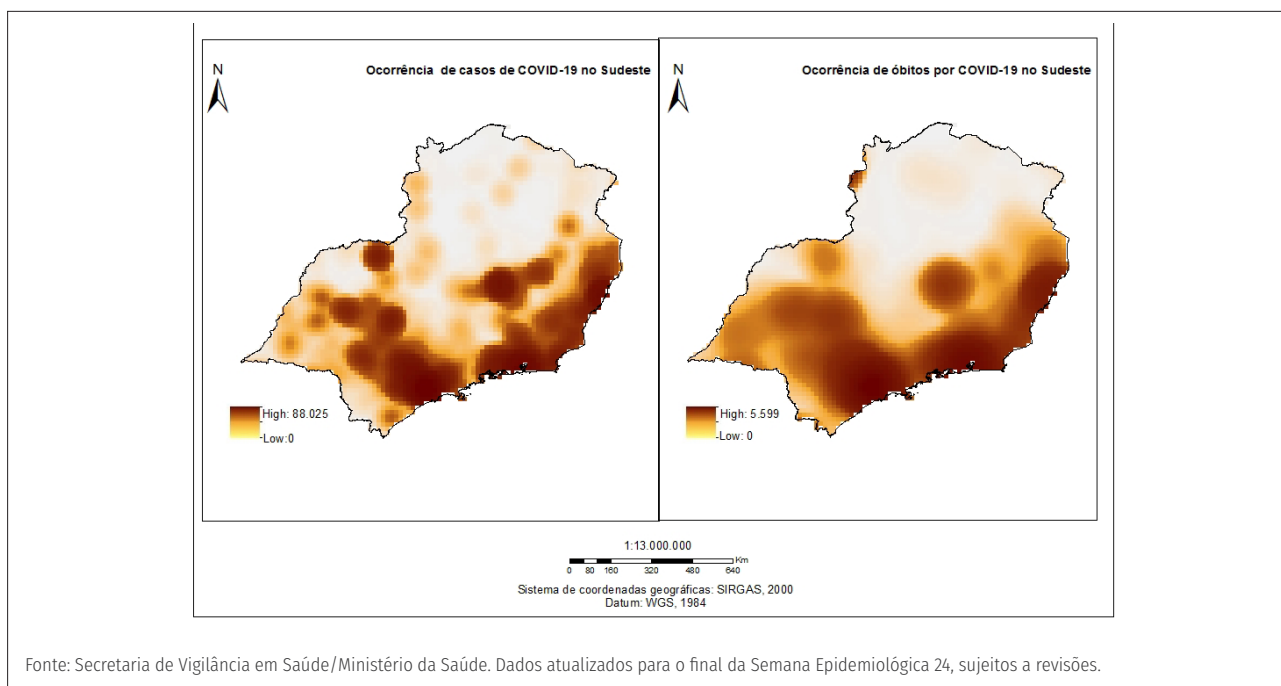 N
Ocorrência de casos de COVID-19 no Sudeste
High: 88.025
Low:0
N
Ocorrência de óbitos por COVID-19 no Sudeste
High: 5.599
Low: 0
1:13.000.000
Km
0 80 160 320 480 640
Sistema de coordenadas geográficas: SIRGAS, 2000
Datum: WGS, 1984
Fonte: Secretaria de Vigilância em Saúde/Ministério da Saúde. Dados atualizados para o final da Semana Epidemiológica 24, sujeitos a revisões.